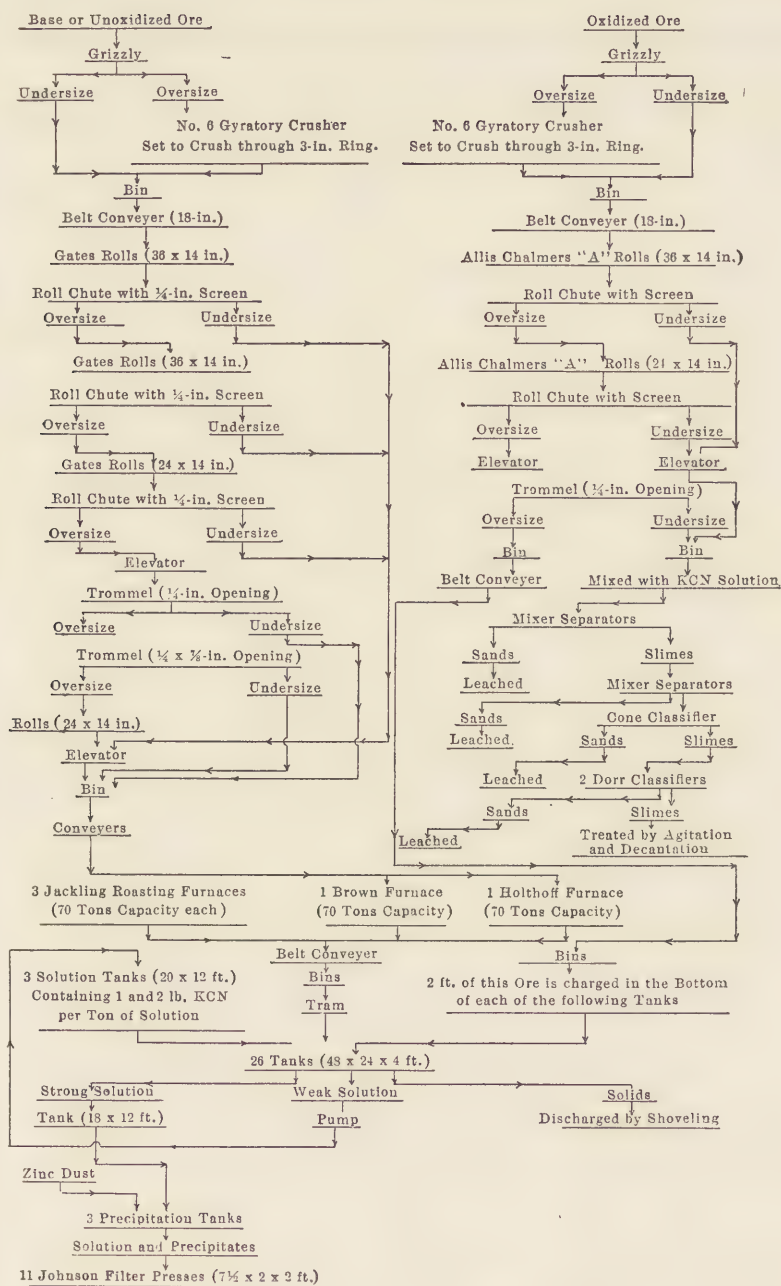 Base or Unoxidized Ore
Grizzly
Undersize
Oversize
No. 6 Gyratory Crusher
Set to Crush through 3-in. Ring.
Bin
Belt Conveyer (18-in.)
Gates Rolls (36 x 14 in.)
Roll Chute with ¼-in. Screen
Oversize
Undersize
Gates Rolls (36 x 14 in.)
Roll Chute with ¼-in. Screen
Oversize
Undersize
Gates Rolls (24 x 14 in.)
Roll Chute with ¼-in. Screen
Oversize
Undersize
Elevator
Trommel (¼-in. Opening)
Oversize
Undersize
Trommel (¼ x ⅞-in. Opening)
Oversize
Undersize
Rolls (24 x 14 in.)
Elevator
Bin
Conveyers
Oxidized Ore
Grizzly
Oversize
Undersize
No. 6 Gyratory Crusher
Set to Crush through 3-in. Ring.
Bin
Belt Conveyer (18-in.)
Allis Chalmers "A" Rolls (36 x 14 in.)
Roll Chute with Screen
Oversize
Undersize
Allis Chalmers "A" Rolls (24 x 14 in.)
Roll Chute with Screen
Oversize
Undersize
Elevator
Elevator
Trommel (¼-in. Opening)
Oversize
Undersize
Bin
Bin
Belt Conveyer
Mixed with KCN Solution
Mixer Separators
Sands
Slimes
Leached
Mixer Separators
Sands
Cone Classifier
Leached.
Sands
Slimes
Leached
2 Dorr Classifiers
Sands
Slimes
Leached
Treated by Agitation
and Decantation
3 Jackling Roasting Furnaces
(70 Tons Capacity each)
1 Brown Furnace
(70 Tons Capacity)
1 Holthoff Furnace
(70 Tons Capacity)
Belt Conveyer
Bins
Tram
Bins
3 Solution Tanks (20 x 12 ft.)
Containing 1 and 2 lb. KCN
per Ton of Solution
2 ft. of this Ore is charged in the Bottom
of each of the following Tanks
26 Tanks (48 x 24 x 4 ft.)
Strong Solution
Weak Solution
Solids
Tank (18 x 12 ft.)
Pump
Discharged by Shoveling
Zinc Dust
3 Precipitation Tanks
Solution and Precipitates
11 Johnson Filter Presses (7½ x 2 x 2 ft.)